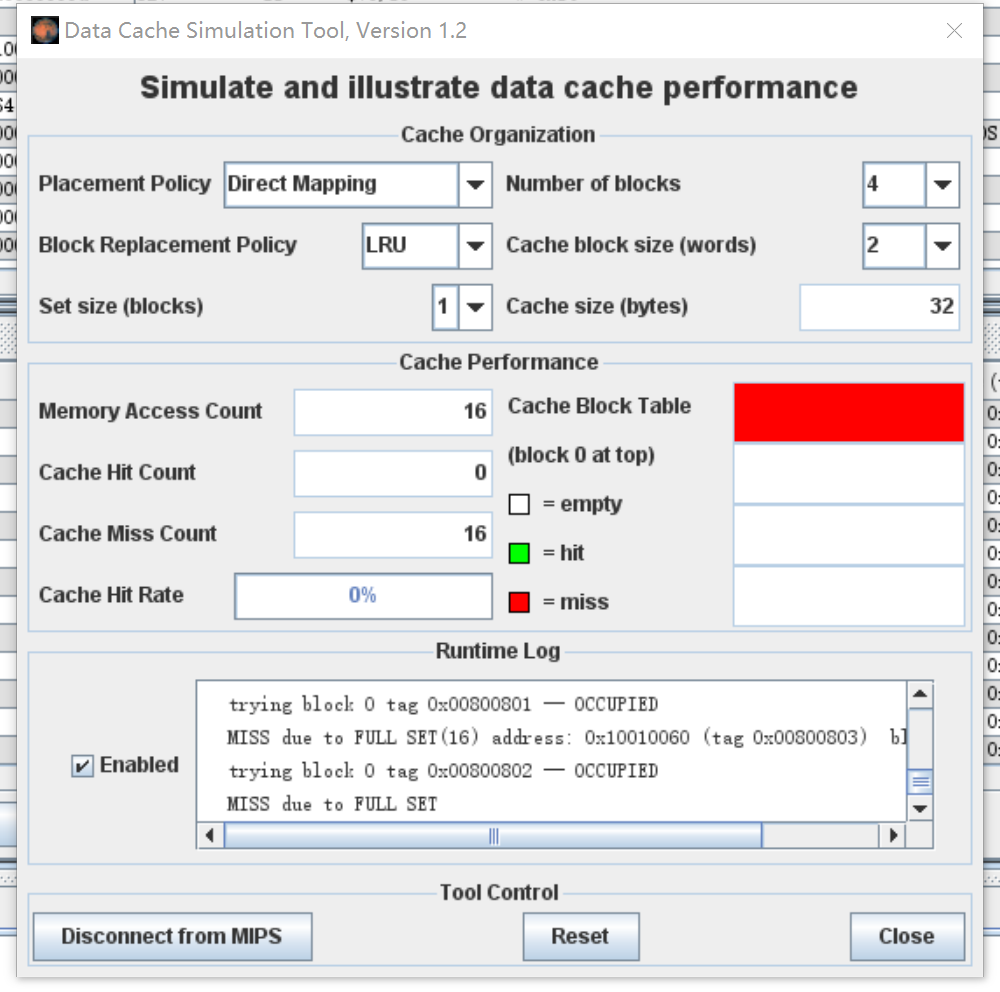 Data Cache Simulation Tool, Version 1.2
Simulate and illustrate data cache performance
Cache Organization
Placement Policy Direct Mapping Number of blocks 4
Block Replacement Policy LRU Cache block size (words) 2
Set size (blocks) 1 Cache size (bytes) 32
Cache Performance
Memory Access Count 16 Cache Block Table
(block 0 at top)
Cache Hit Count 0
= empty
Cache Miss Count 16
= hit
Cache Hit Rate 0%
= miss
Runtime Log
Enabled
trying block 0 tag 0x00800801 — OCCUPIED
MISS due to FULL SET(16) address: 0x10010060 (tag 0x00800803) bl
trying block 0 tag 0x00800802 — OCCUPIED
MISS due to FULL SET
Tool Control
Disconnect from MIPS Reset Close